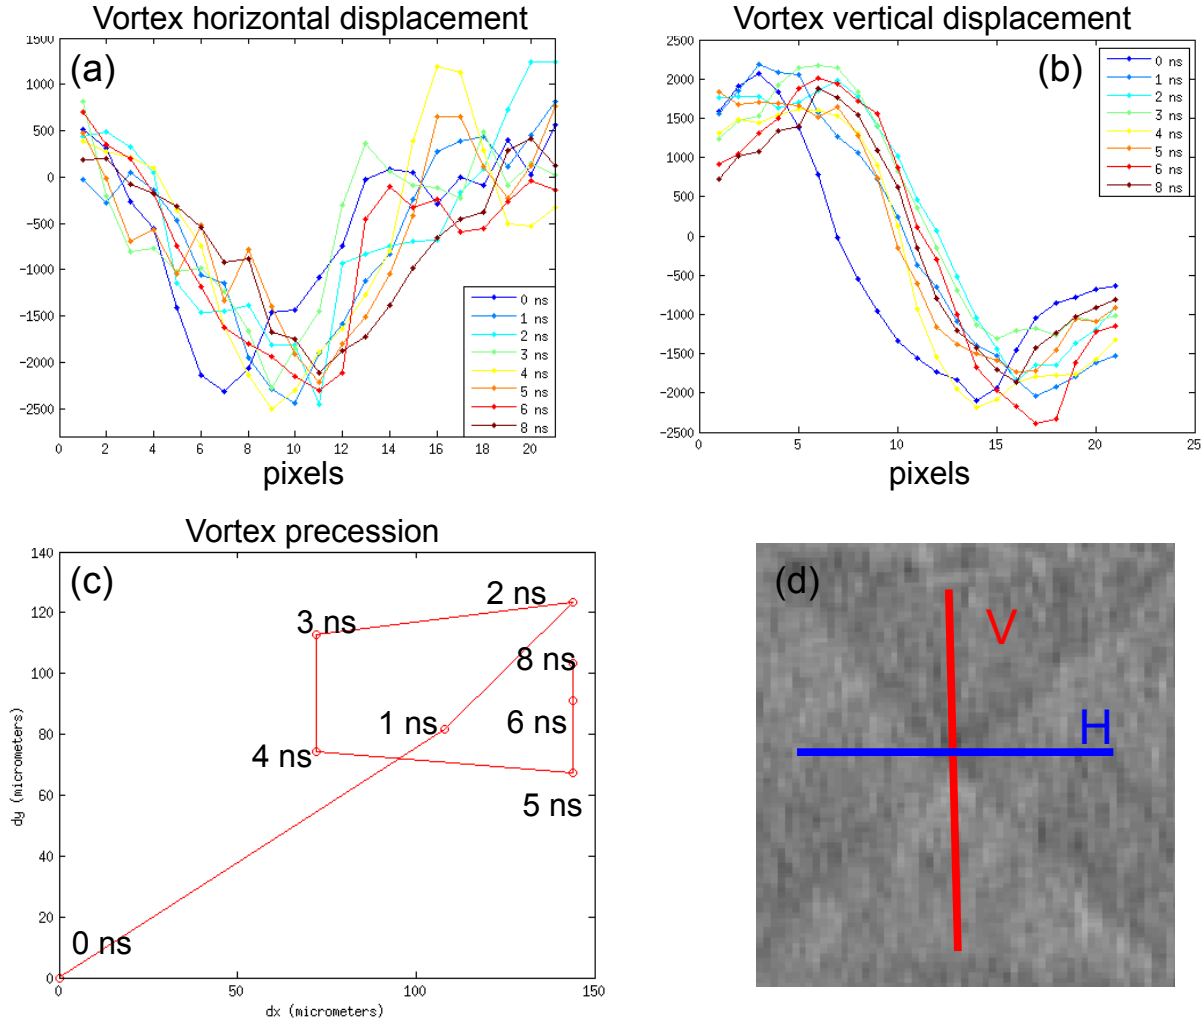 Vortex horizontal displacement
(a)
1500
1000
500
0
−500
−1000
−1500
−2000
−2500
0 2 4 6 8 10 12 14 16 18 20
pixels
0 ns
1 ns
2 ns
3 ns
4 ns
5 ns
6 ns
8 ns
Vortex vertical displacement
(b)
2500
2000
1500
1000
500
0
−500
−1000
−1500
−2000
−2500
0 5 10 15 20 25
pixels
0 ns
1 ns
2 ns
3 ns
4 ns
5 ns
6 ns
8 ns
Vortex precession
(c)
140
120
100
80
60
40
20
0
dy (micrometers)
0 50 100 150
dx (micrometers)
2 ns
3 ns
8 ns
1 ns
6 ns
4 ns
5 ns
0 ns
(d)
V
H